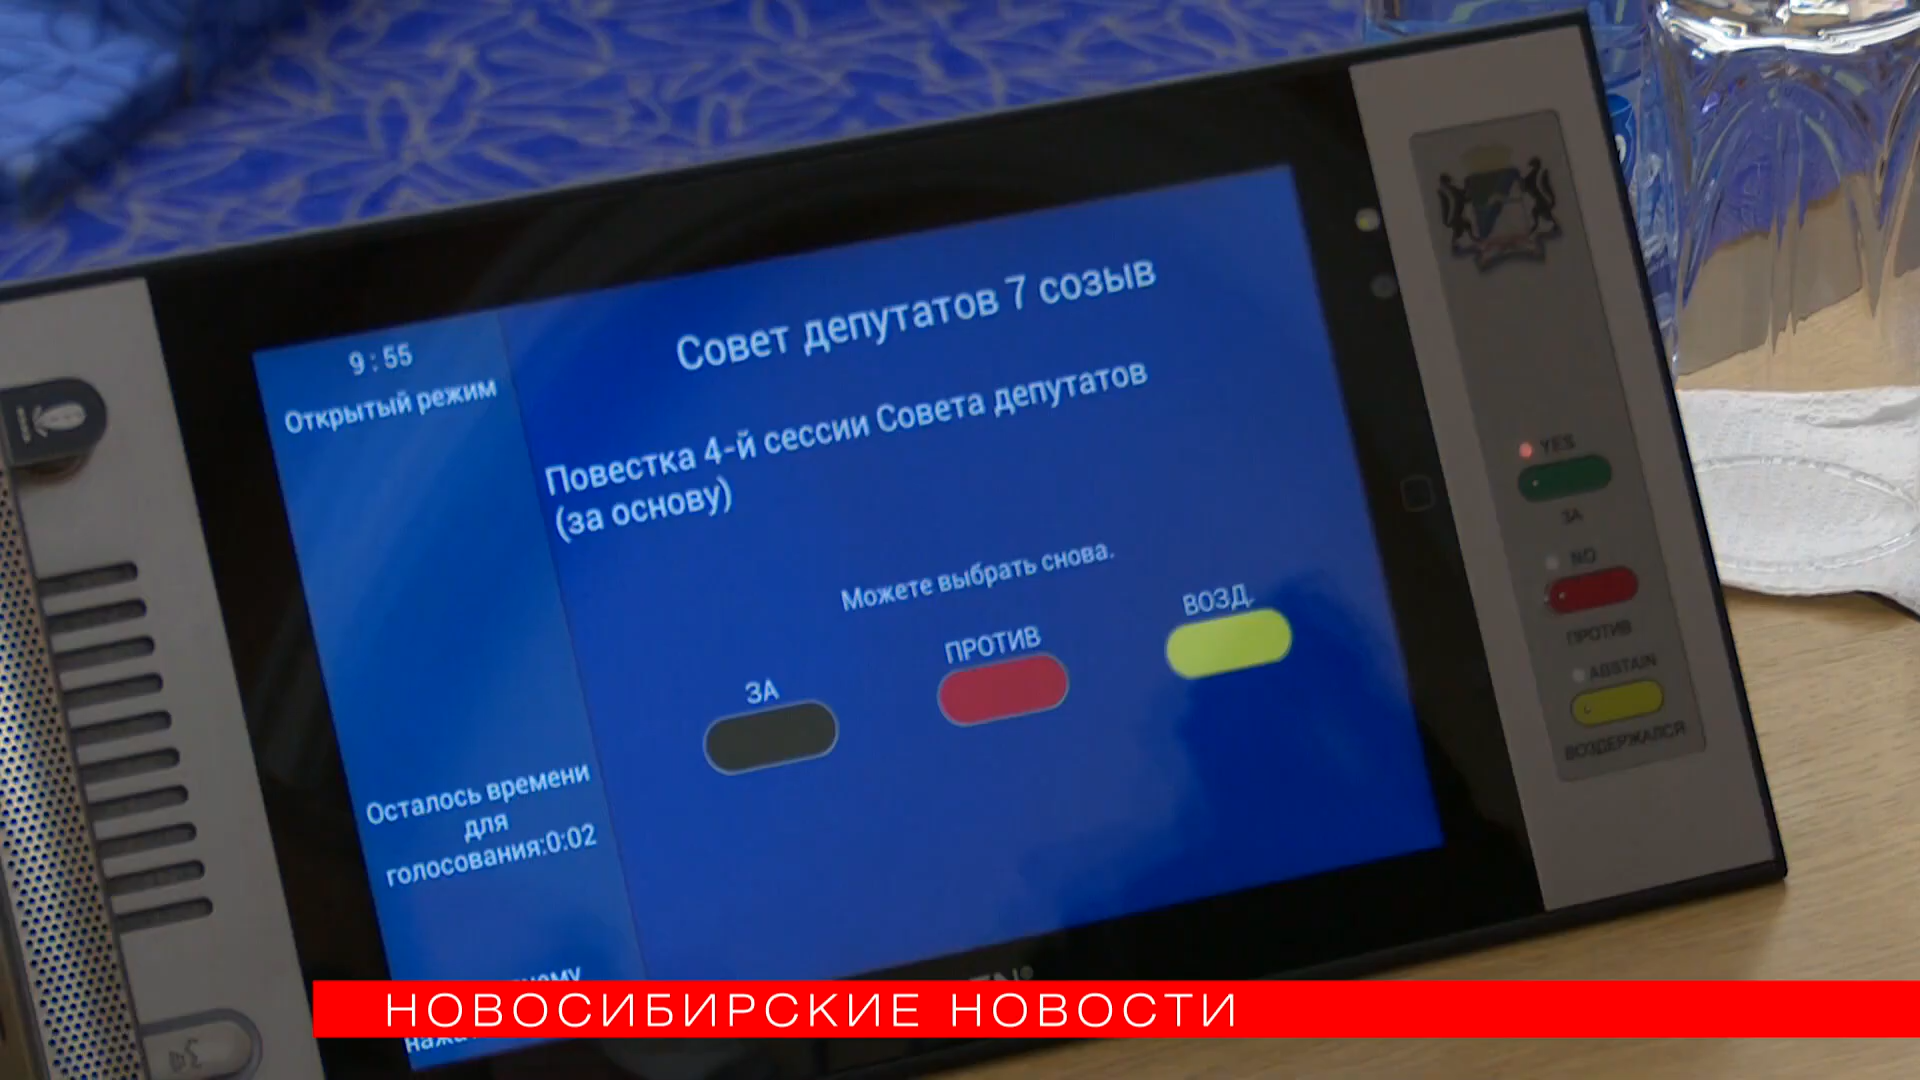 9:55
Открытый режим
Совет депутатов 7 созыв
Повестка 4-й сессии Совета депутатов
(за основу)
Можете выбрать снова.
ЗА
ПРОТИВ
ВОЗД.
Осталось времени
для
голосования:0:02
YES
ЗА
NO
ПРОТИВ
ABSTAIN
ВОЗДЕРЖАЛСЯ
НОВОСИБИРСКИЕ НОВОСТИ